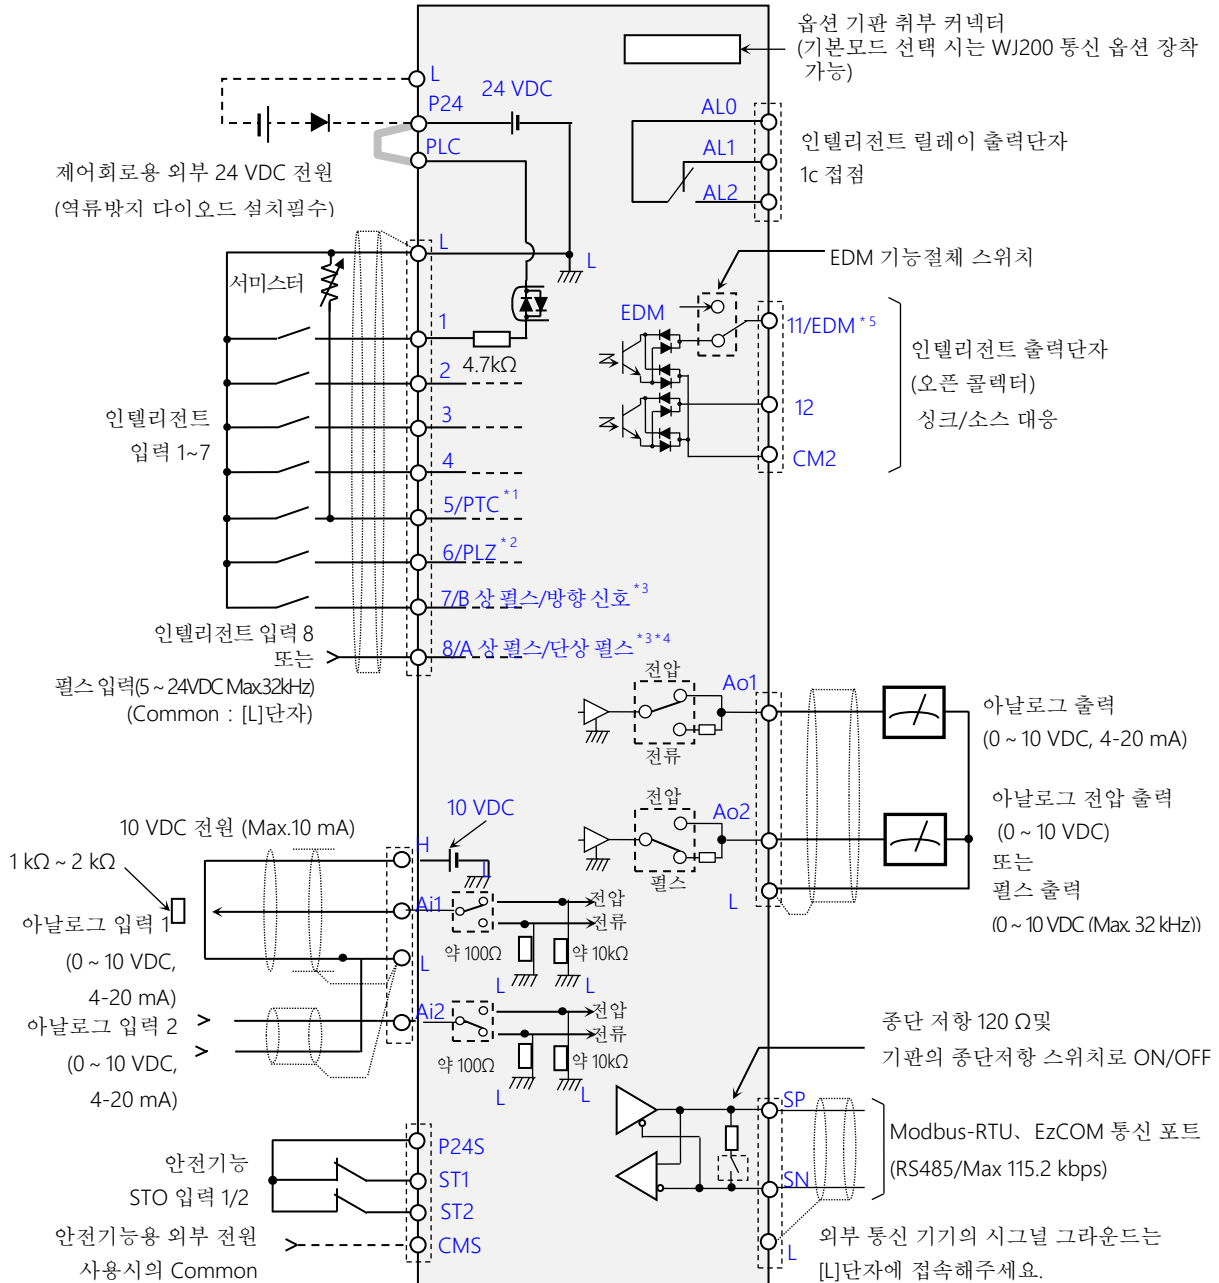 옵션 기판 취부 커넥터
(기본모드 선택 시는 WJ200 통신 옵션 장착
가능)
L
P24
24 VDC
PLC
제어회로용 외부 24 VDC 전원
(역류방지 다이오드 설치필수)
AL0
AL1
AL2
인텔리전트 릴레이 출력단자
1c 접점
L
L
서미스터
1
4.7kΩ
2
3
4
5/PTC *1
6/PLZ *2
7/B 상 펄스/방향 신호 *3
8/A 상 펄스/단상 펄스 *3 *4
인텔리전트
입력 1~7
인텔리전트 입력 8
또는
펄스 입력(5 ~ 24VDC Max.32kHz)
(Common : [L]단자)
EDM 기능절체 스위치
EDM
11/EDM *5
12
CM2
인텔리전트 출력단자
(오픈 콜렉터)
싱크/소스 대응
전압
Ao1
전류
아날로그 출력
(0 ~ 10 VDC, 4-20 mA)
전압
Ao2
펄스
L
아날로그 전압 출력
(0 ~ 10 VDC)
또는
펄스 출력
(0 ~ 10 VDC (Max. 32 kHz))
10 VDC 전원 (Max.10 mA)
1 kΩ ~ 2 kΩ
H
10 VDC
L
Ai1
전압
전류
약 100Ω
약 10kΩ
L
L
L
아날로그 입력 1
(0 ~ 10 VDC,
4-20 mA)
Ai2
전압
전류
약 100Ω
약 10kΩ
L
L
아날로그 입력 2
(0 ~ 10 VDC,
4-20 mA)
종단 저항 120 Ω및
기판의 종단저항 스위치로 ON/OFF
SP
SN
L
Modbus-RTU、EzCOM 통신 포트
(RS485/Max 115.2 kbps)
외부 통신 기기의 시그널 그라운드는
[L]단자에 접속해주세요.
P24S
ST1
ST2
CMS
안전기능
STO 입력 1/2
안전기능용 외부 전원
사용시의 Common